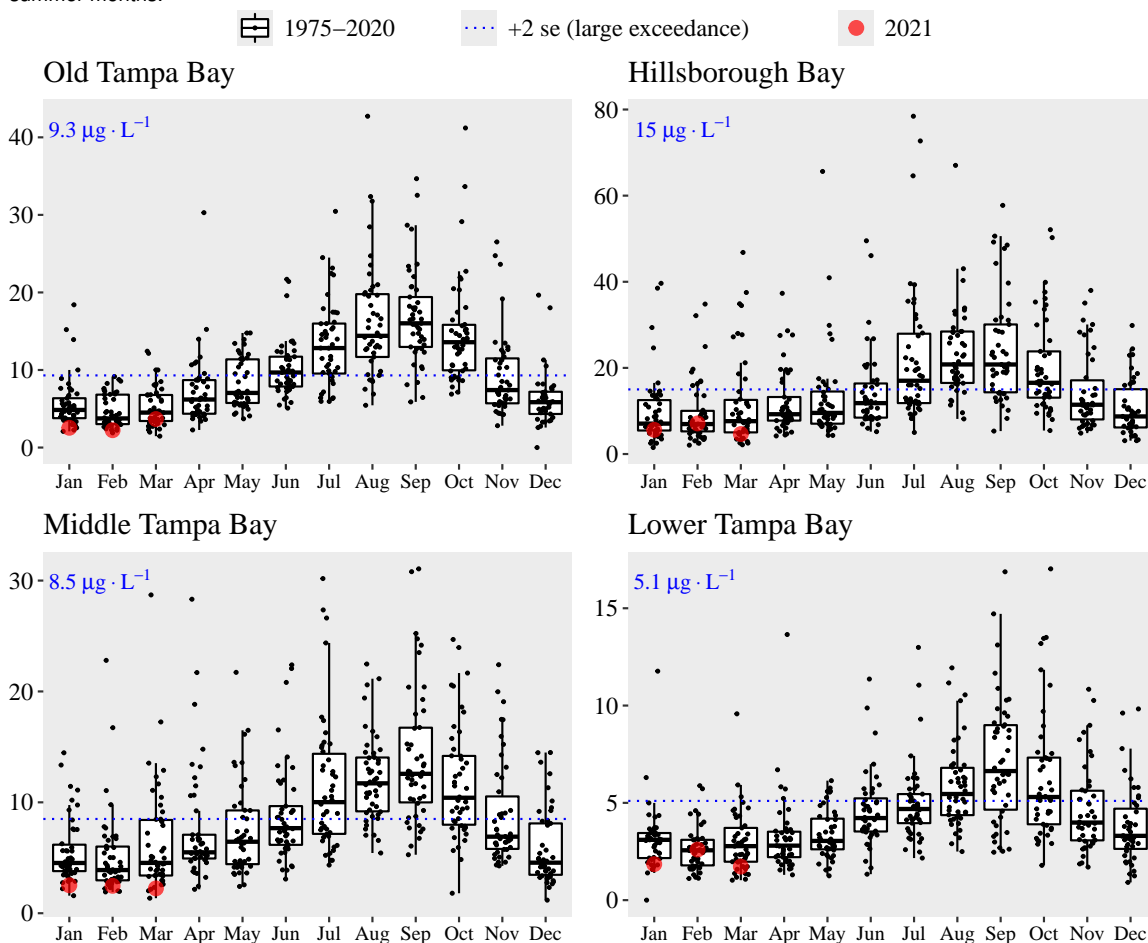 summer months.
1975−2020 +2 se (large exceedance) 2021
Old Tampa Bay
9.3 μg · L⁻¹
40
30
20
10
0
Jan Feb Mar Apr May Jun Jul Aug Sep Oct Nov Dec
Hillsborough Bay
15 μg · L⁻¹
80
60
40
20
0
Jan Feb Mar Apr May Jun Jul Aug Sep Oct Nov Dec
Middle Tampa Bay
8.5 μg · L⁻¹
30
20
10
0
Jan Feb Mar Apr May Jun Jul Aug Sep Oct Nov Dec
Lower Tampa Bay
5.1 μg · L⁻¹
15
10
5
0
Jan Feb Mar Apr May Jun Jul Aug Sep Oct Nov Dec